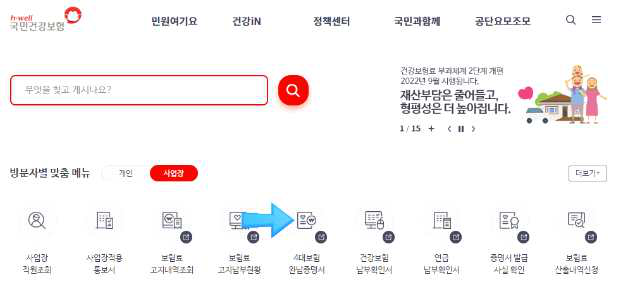 h-well
국민건강보험
민원여기요 건강iN 정책센터 국민과함께 공단요모조모
무엇을 찾고 계시나요?
건강보험료 부과체계 2단계 개편
2022년 9월 시행됩니다.
재산부담은 줄어들고,
형평성은 더 높아집니다.
1 / 15
방문자별 맞춤 메뉴 개인 사업장 더보기+
사업장
직원조회
사업장적용
통보서
보험료
고지내역조회
보험료
고지납부현황
4대보험
완납증명서
건강보험
납부확인서
연금
납부확인서
증명서 발급
사실 확인
보험료
산출내역신청